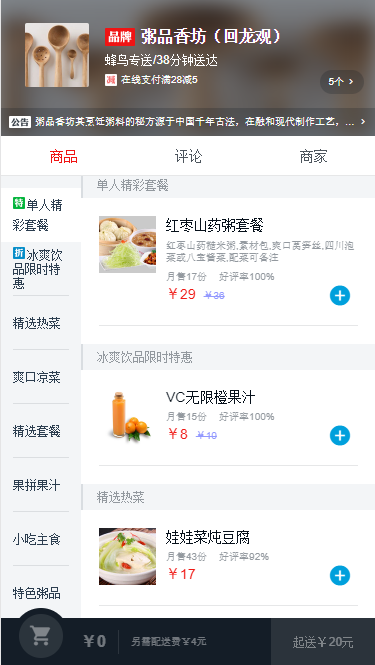 品牌 粥品香坊（回龙观）
蜂鸟专送/38分钟送达
减 在线支付满28减5
5个 >
公告 粥品香坊其烹饪粥料的秘方源于中国千年古法，在融和现代制作工艺，... >
商品 评论 商家
特 单人精彩套餐
折 冰爽饮品限时特惠
精选热菜
爽口凉菜
精选套餐
果拼果汁
小吃主食
特色粥品
单人精彩套餐
红枣山药粥套餐
红枣山药糙米粥,素材包,爽口莴笋丝,四川泡菜或八宝酱菜,配菜可备注
月售17份 好评率100%
￥29 ￥36
冰爽饮品限时特惠
VC无限橙果汁
月售15份 好评率100%
￥8 ￥10
精选热菜
娃娃菜炖豆腐
月售43份 好评率92%
￥17
￥0 另需配送费￥4元 起送￥20元